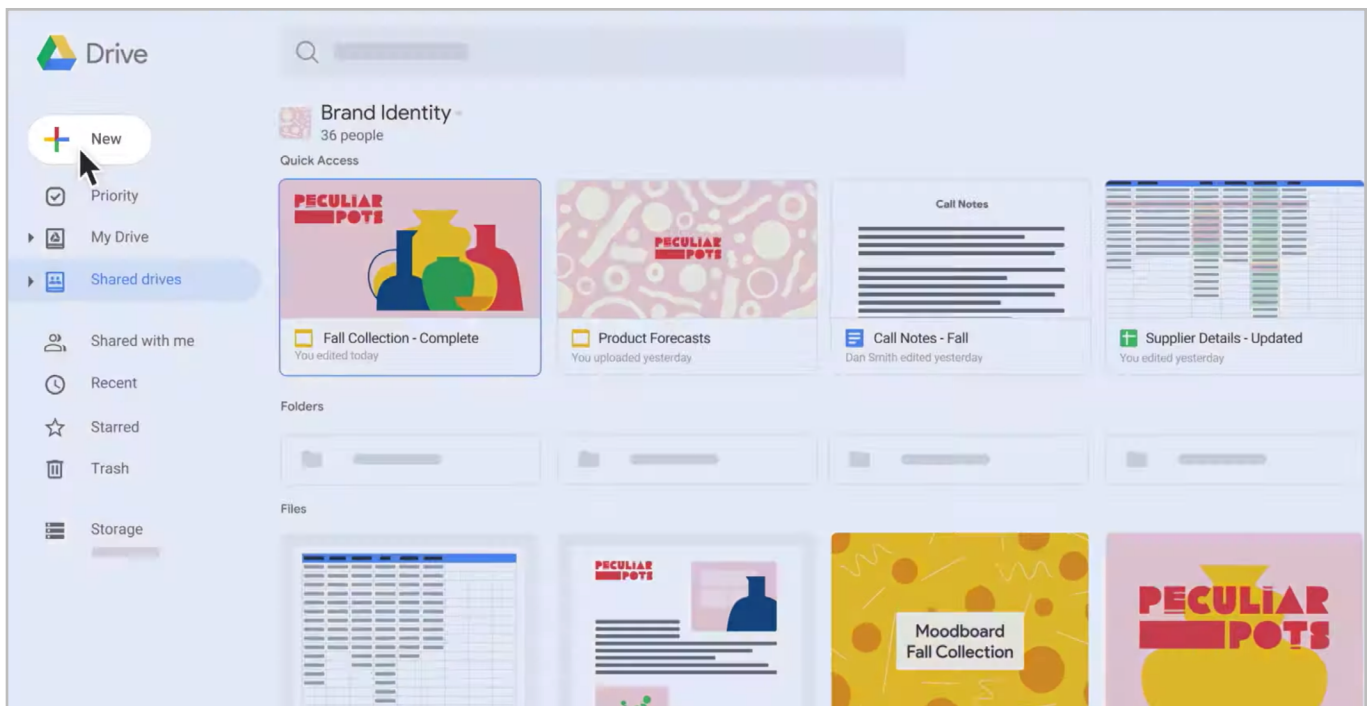 Drive
New
Priority
My Drive
Shared drives
Shared with me
Recent
Starred
Trash
Storage
Brand Identity
36 people
Quick Access
PECULIAR
POTS
Fall Collection - Complete
You edited today
PECULIAR
POTS
Product Forecasts
You uploaded yesterday
Call Notes
Call Notes - Fall
Dan Smith edited yesterday
Supplier Details - Updated
You edited yesterday
Folders
Files
PECULIAR
POTS
Moodboard
Fall Collection
PECULIAR
POTS